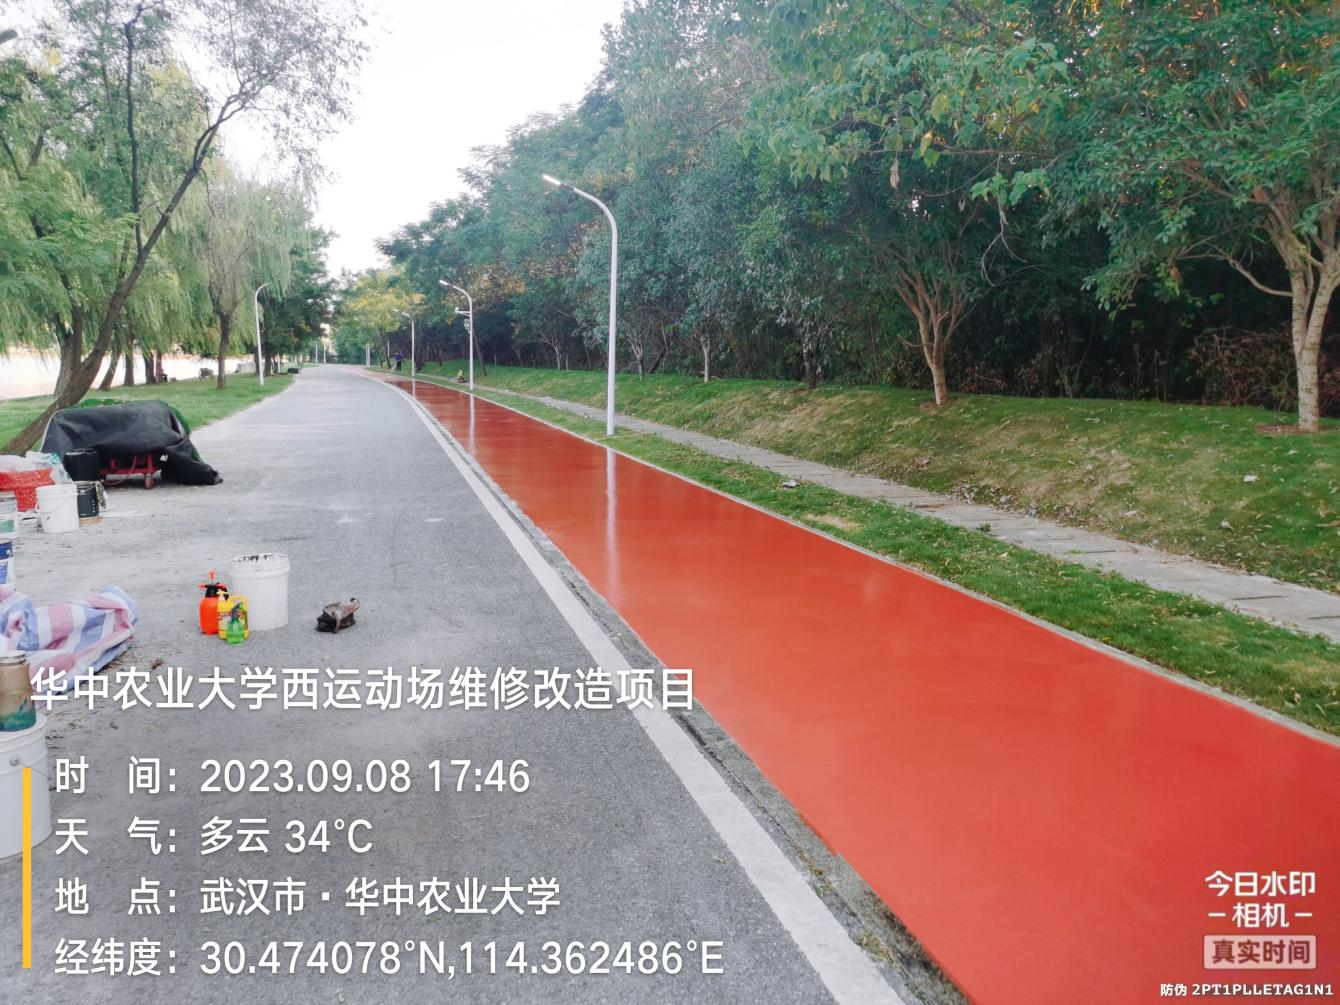 华中农业大学西运动场维修改造项目
时 间：2023.09.08 17:46
天 气：多云 34°C
地 点：武汉市·华中农业大学
经纬度：30.474078°N,114.362486°E
今日水印
－相机－
真实时间
防伪 2PT1PLLETAG1N1